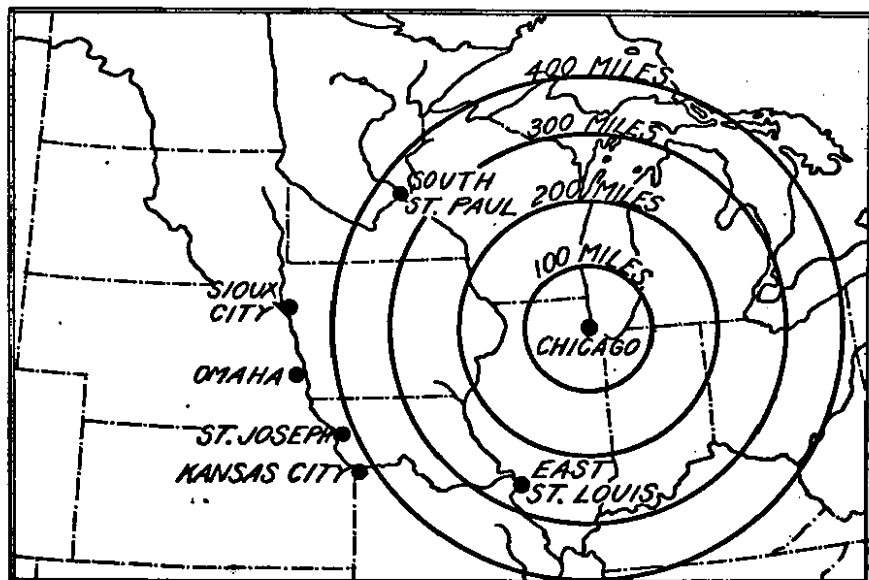 400 MILES
300 MILES
SOUTH
ST. PAUL
200 MILES
100 MILES
SIOUX
CITY
CHICAGO
OMAHA
ST. JOSEPH
KANSAS CITY
EAST
ST. LOUIS